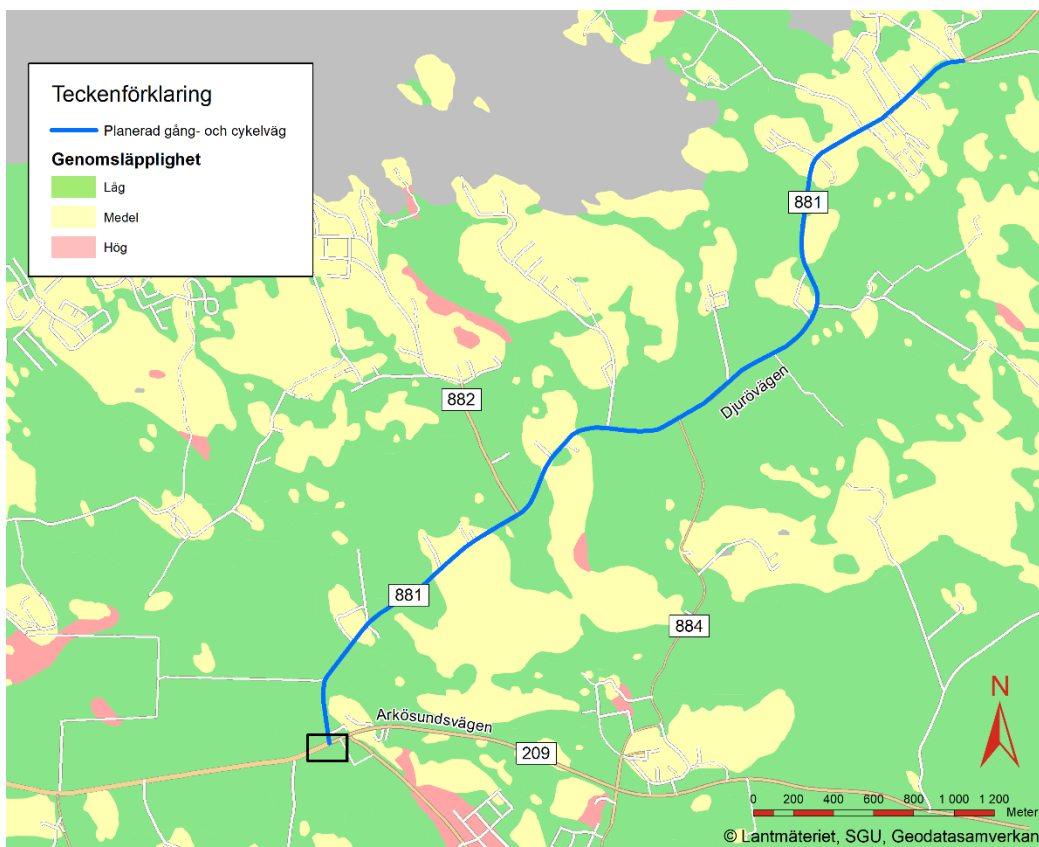 Teckenförklaring
Planerad gång- och cykelväg
Genomsläpplighet
Låg
Medel
Hög
881
882
Djurövägen
881
884
Arkösundsvägen
209
N
0 200 400 600 800 1 000 1 200
Meter
© Lantmäteriet, SGU, Geodatasamverkan